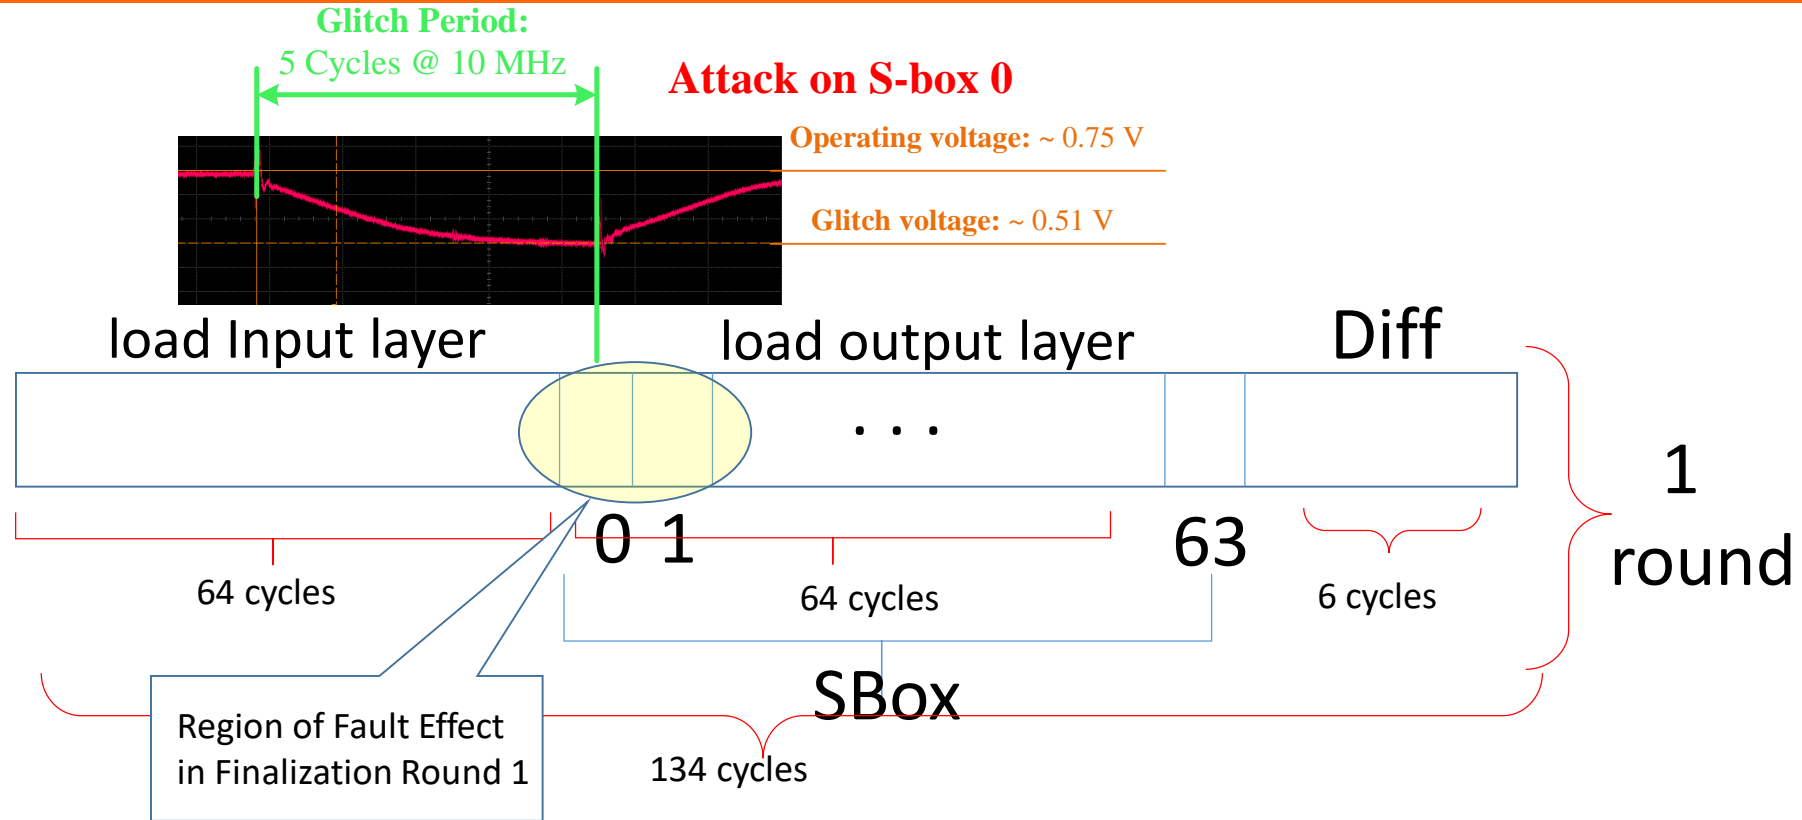 Glitch Period:
5 Cycles @ 10 MHz
Attack on S-box 0
Operating voltage: ~ 0.75 V
Glitch voltage: ~ 0.51 V
load Input layer
load output layer
Diff
. . .
1
round
0 1
63
64 cycles
64 cycles
6 cycles
SBox
Region of Fault Effect
in Finalization Round 1
134 cycles